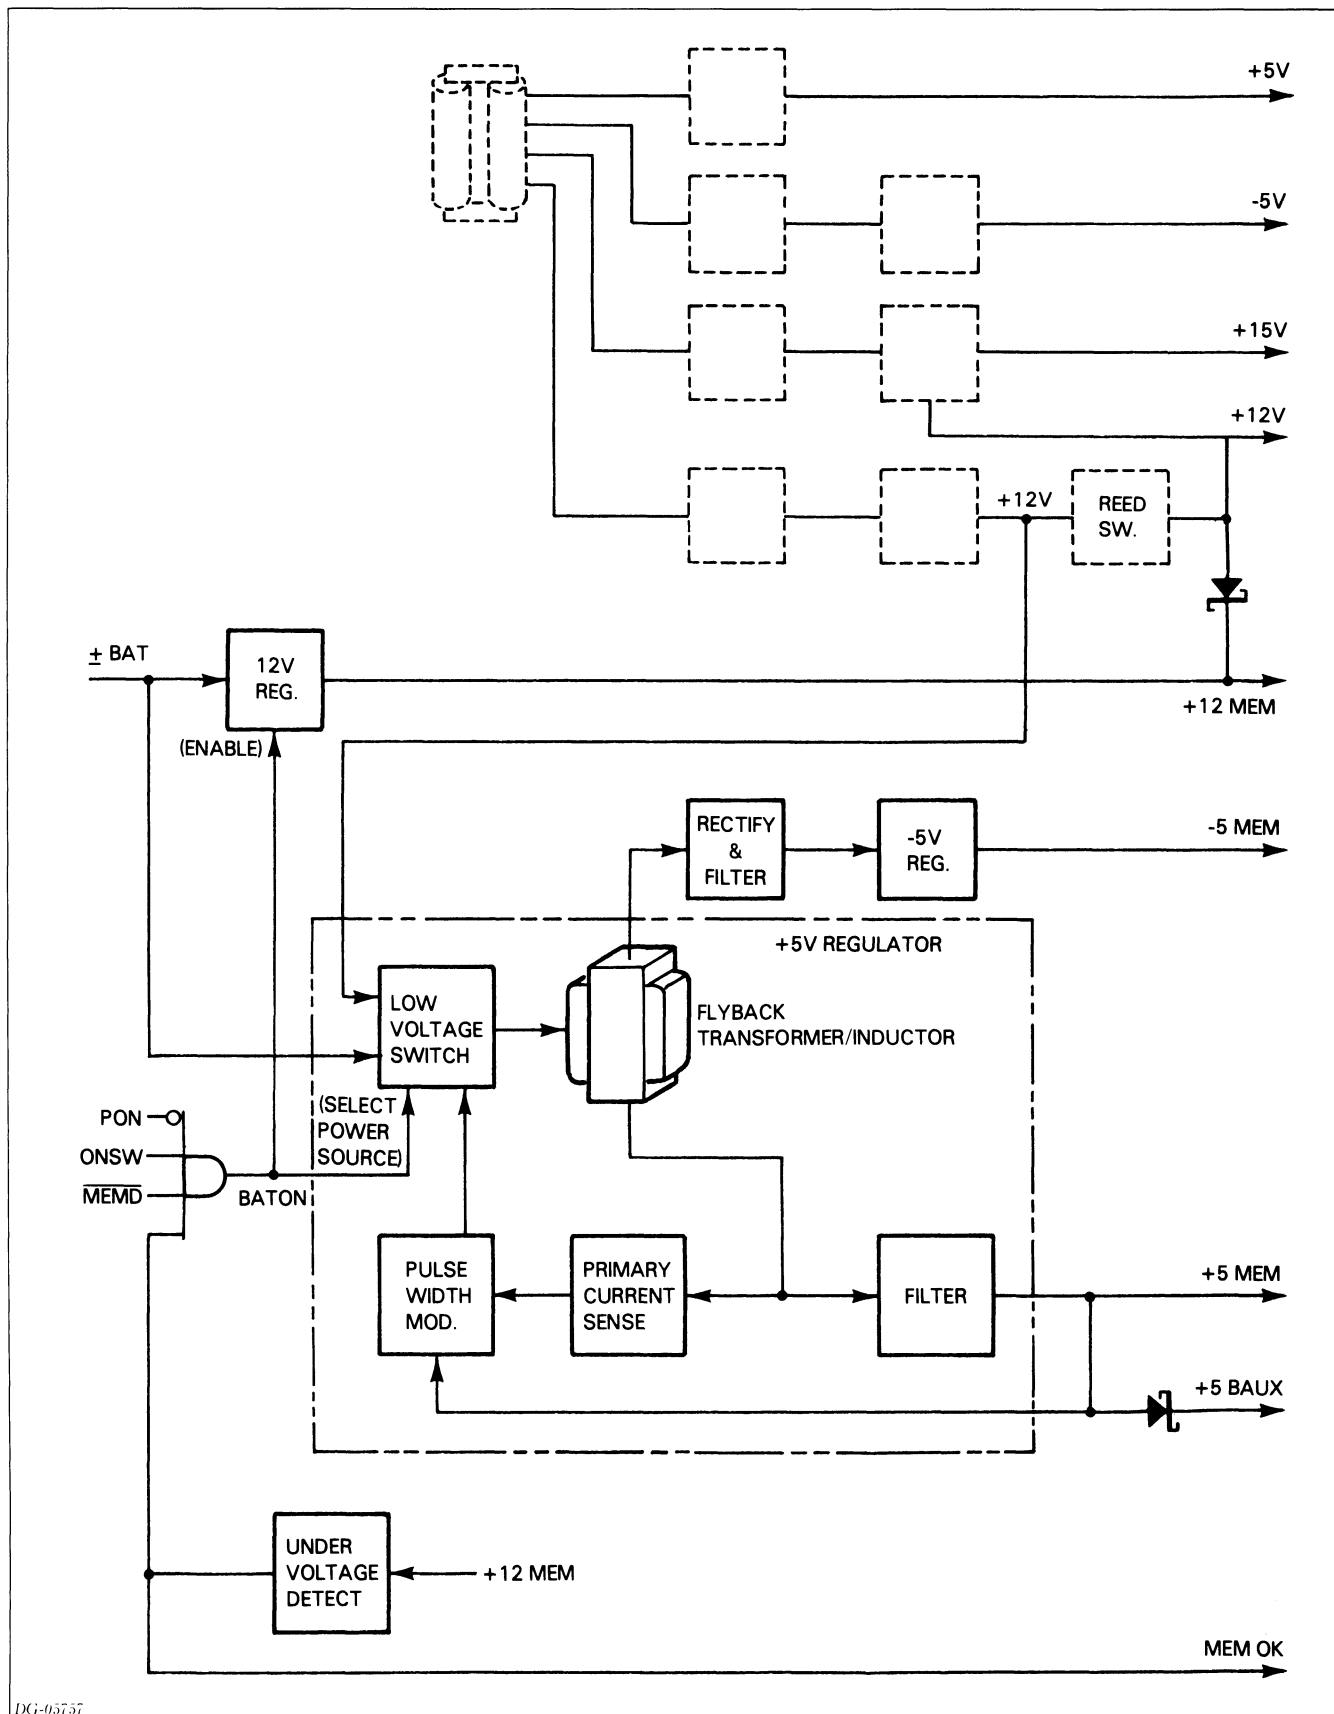 +5V
-5V
+15V
+12V
+12V
REED
SW.
± BAT
12V
REG.
+12 MEM
(ENABLE)
RECTIFY
&
FILTER
-5V
REG.
-5 MEM
+5V REGULATOR
LOW
VOLTAGE
SWITCH
FLYBACK
TRANSFORMER/INDUCTOR
(SELECT
POWER
SOURCE)
PON
ONSW
MEMD
BATON
PULSE
WIDTH
MOD.
PRIMARY
CURRENT
SENSE
FILTER
+5 MEM
+5 BAUX
UNDER
VOLTAGE
DETECT
+12 MEM
MEM OK
DG-05757